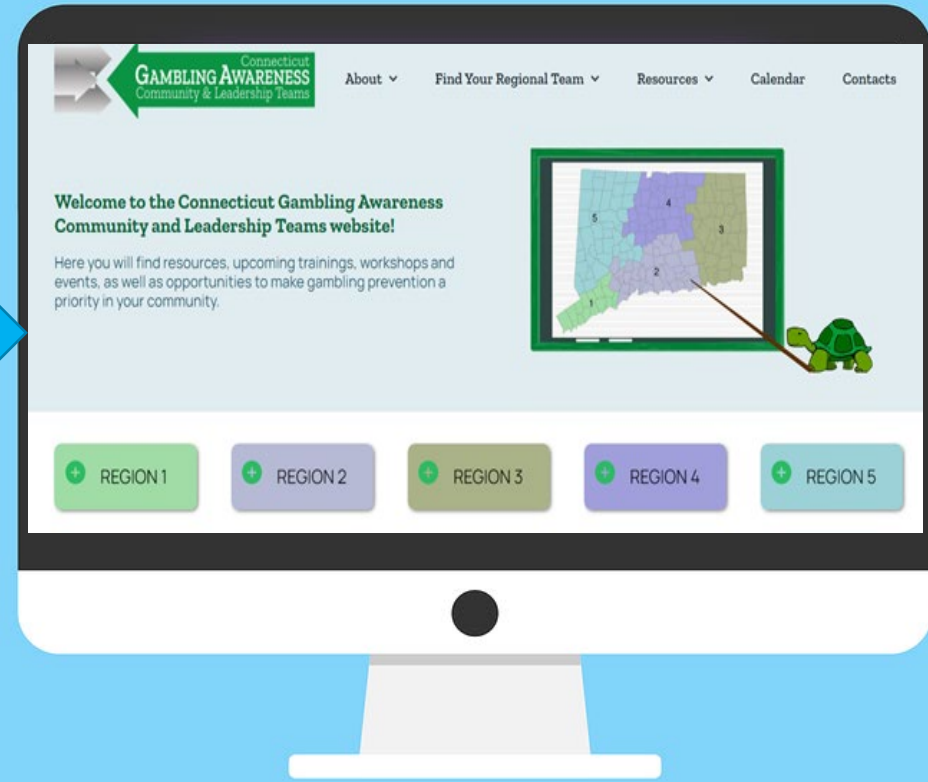 Connecticut
GAMBLING AWARENESS
Community & Leadership Teams
About
Find Your Regional Team
Resources
Calendar
Contacts
Welcome to the Connecticut Gambling Awareness
Community and Leadership Teams website!
Here you will find resources, upcoming trainings, workshops and
events, as well as opportunities to make gambling prevention a
priority in your community.
5
4
3
2
1
REGION 1
REGION 2
REGION 3
REGION 4
REGION 5